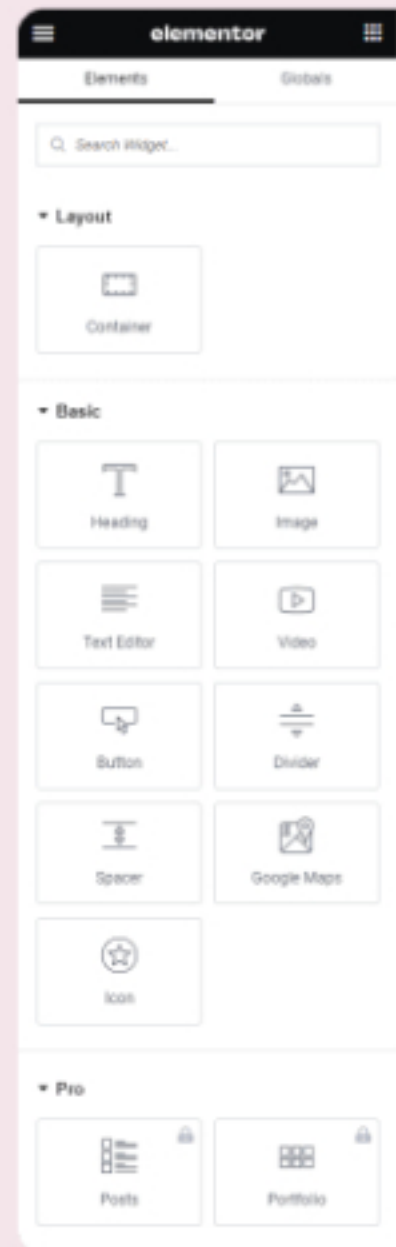 elementor
Elements Globals
Search Widget...
Layout
Container
Basic
Heading Image
Text Editor Video
Button Divider
Spacer Google Maps
Icon
Pro
Posts Portfolio